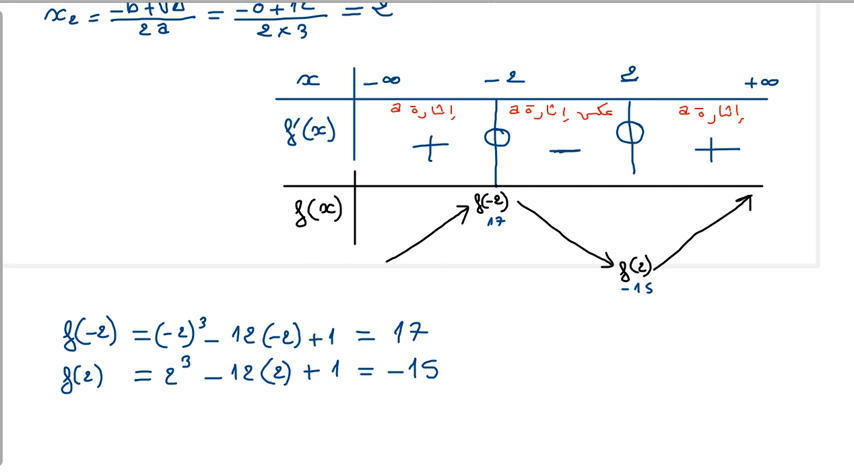 x₂ = (-b+√Δ)/2a = (-0+12)/(2×3) = 2
x -∞ -2 2 +∞
إشارة a عكس إشارة a إشارة a
f'(x) + 0 - 0 +
f(x) f(-2)
17
f(2)
-15
f(-2) = (-2)³ - 12(-2) + 1 = 17
f(2) = 2³ - 12(2) + 1 = -15